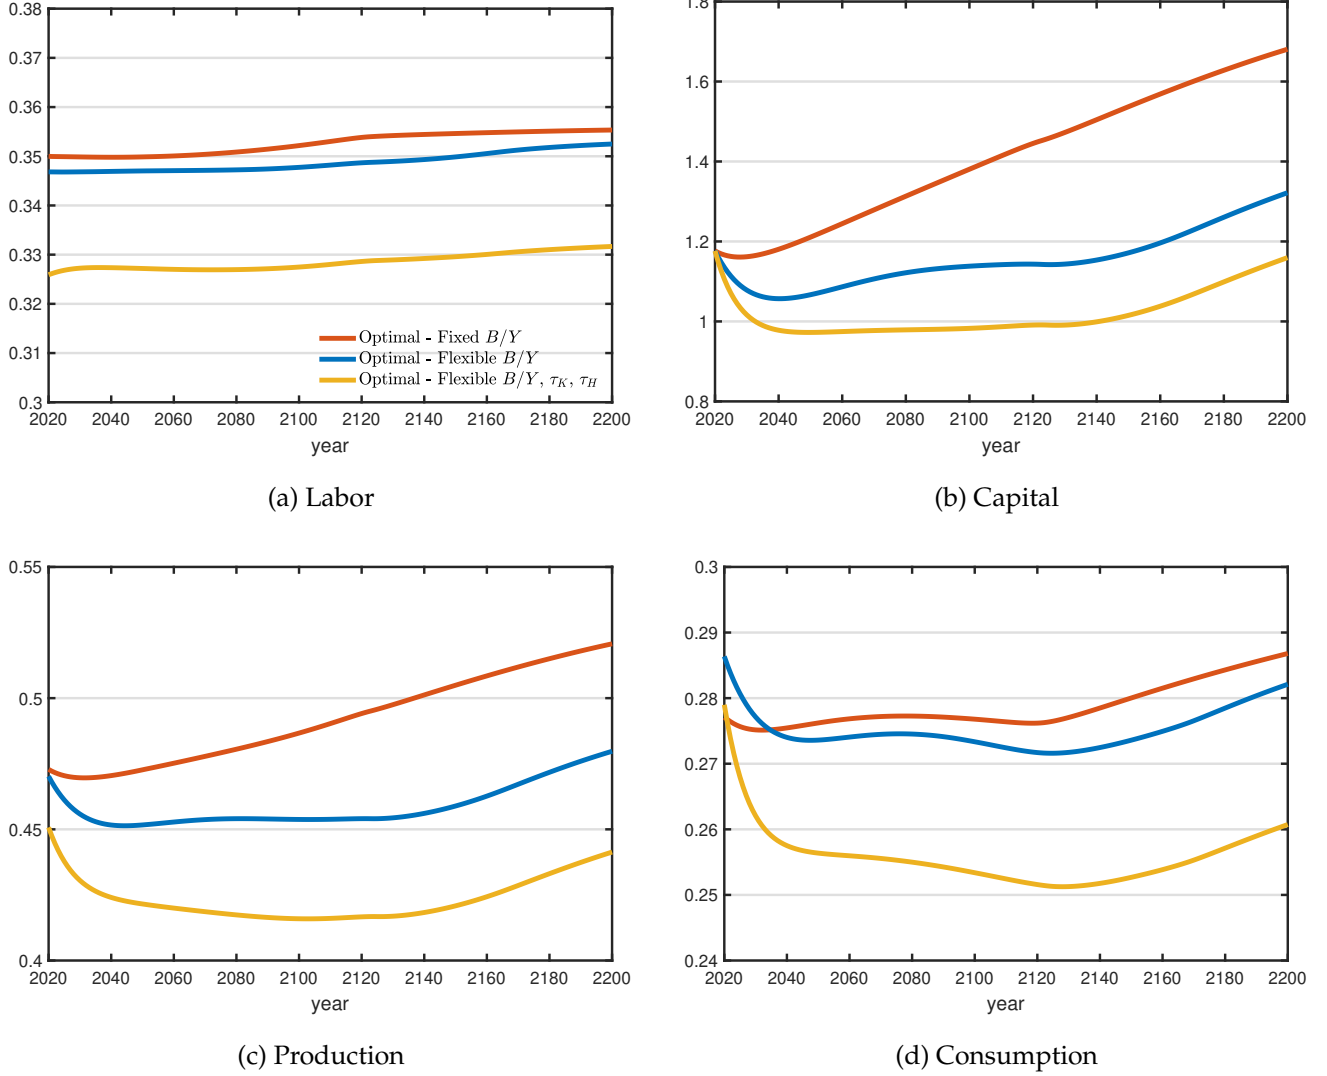 0.38
0.37
0.36
0.35
0.34
0.33
0.32
0.31
0.3
Optimal - Fixed B/Y
Optimal - Flexible B/Y
Optimal - Flexible B/Y, τ_K, τ_H
2020 2040 2060 2080 2100 2120 2140 2160 2180 2200
year
(a) Labor
1.8
1.6
1.4
1.2
1
0.8
2020 2040 2060 2080 2100 2120 2140 2160 2180 2200
year
(b) Capital
0.55
0.5
0.45
0.4
2020 2040 2060 2080 2100 2120 2140 2160 2180 2200
year
(c) Production
0.3
0.29
0.28
0.27
0.26
0.25
0.24
2020 2040 2060 2080 2100 2120 2140 2160 2180 2200
year
(d) Consumption